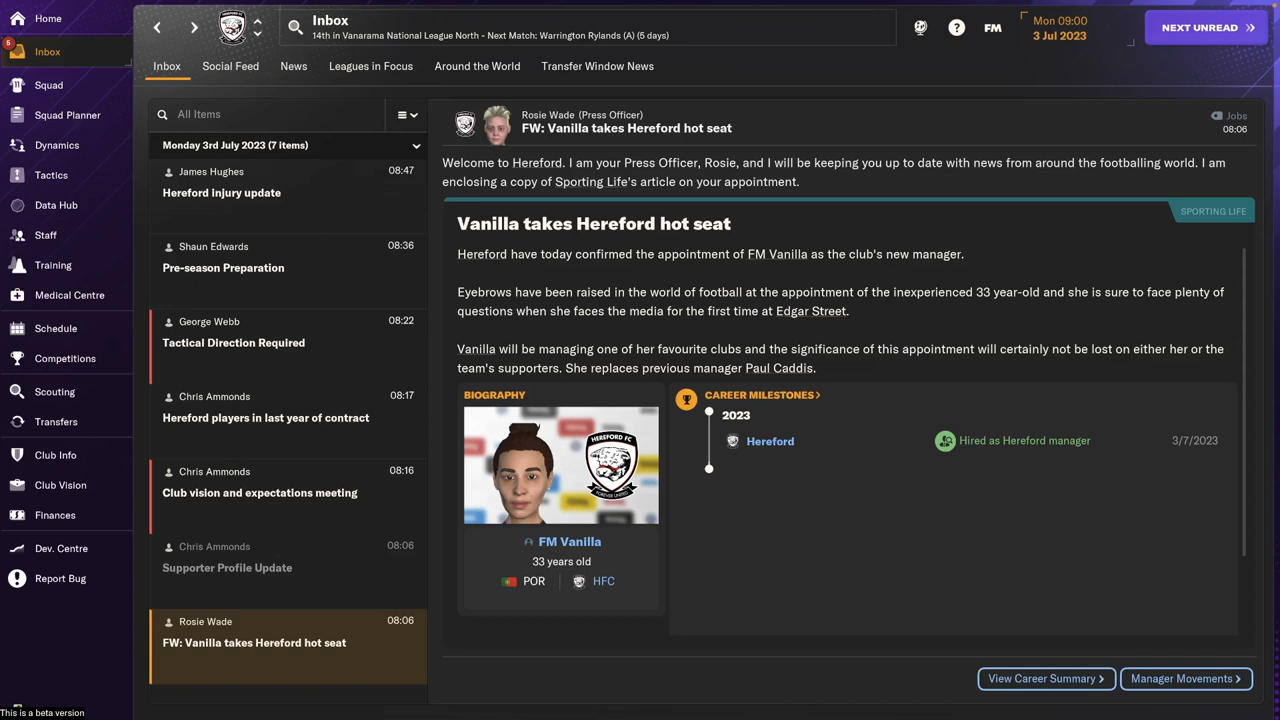 Home
Inbox
14th in Vanarama National League North - Next Match: Warrington Rylands (A) (5 days)
FM
Mon 09:00
3 Jul 2023
NEXT UNREAD
5
Inbox
Inbox
Social Feed
News
Leagues in Focus
Around the World
Transfer Window News
Squad
Squad Planner
Dynamics
Tactics
Data Hub
Staff
Training
Medical Centre
Schedule
Competitions
Scouting
Transfers
Club Info
Club Vision
Finances
Dev. Centre
Report Bug
This is a beta version
All Items
Monday 3rd July 2023 (7 items)
James Hughes 08:47
Hereford injury update
Shaun Edwards 08:36
Pre-season Preparation
George Webb 08:22
Tactical Direction Required
Chris Ammonds 08:17
Hereford players in last year of contract
Chris Ammonds 08:16
Club vision and expectations meeting
Chris Ammonds 08:06
Supporter Profile Update
Rosie Wade 08:06
FW: Vanilla takes Hereford hot seat
Rosie Wade (Press Officer)
FW: Vanilla takes Hereford hot seat
Jobs
08:06
Welcome to Hereford. I am your Press Officer, Rosie, and I will be keeping you up to date with news from around the footballing world. I am
enclosing a copy of Sporting Life's article on your appointment.
SPORTING LIFE
Vanilla takes Hereford hot seat
Hereford have today confirmed the appointment of FM Vanilla as the club's new manager.
Eyebrows have been raised in the world of football at the appointment of the inexperienced 33 year-old and she is sure to face plenty of
questions when she faces the media for the first time at Edgar Street.
Vanilla will be managing one of her favourite clubs and the significance of this appointment will certainly not be lost on either her or the
team's supporters. She replaces previous manager Paul Caddis.
BIOGRAPHY
HEREFORD FC
FOREVER UNITED
FM Vanilla
33 years old
POR
HFC
CAREER MILESTONES>
2023
Hereford
Hired as Hereford manager
3/7/2023
View Career Summary >
Manager Movements >